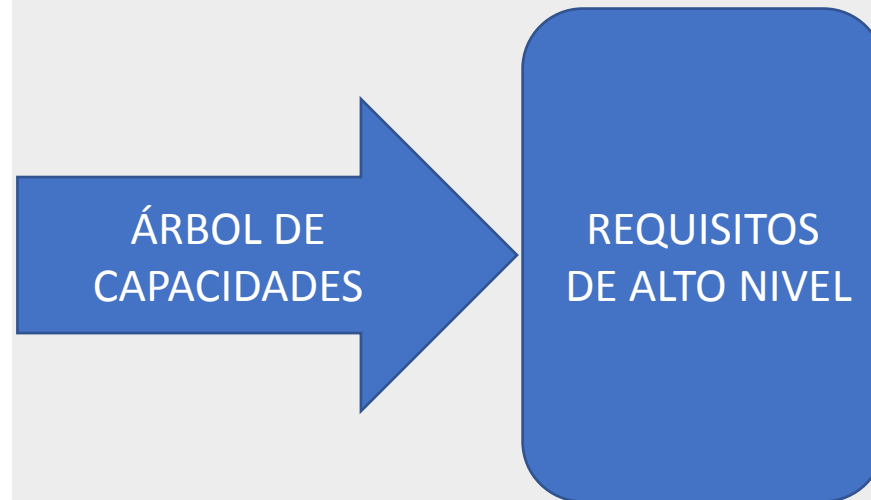 ÁRBOL DE
CAPACIDADES
REQUISITOS
DE ALTO NIVEL